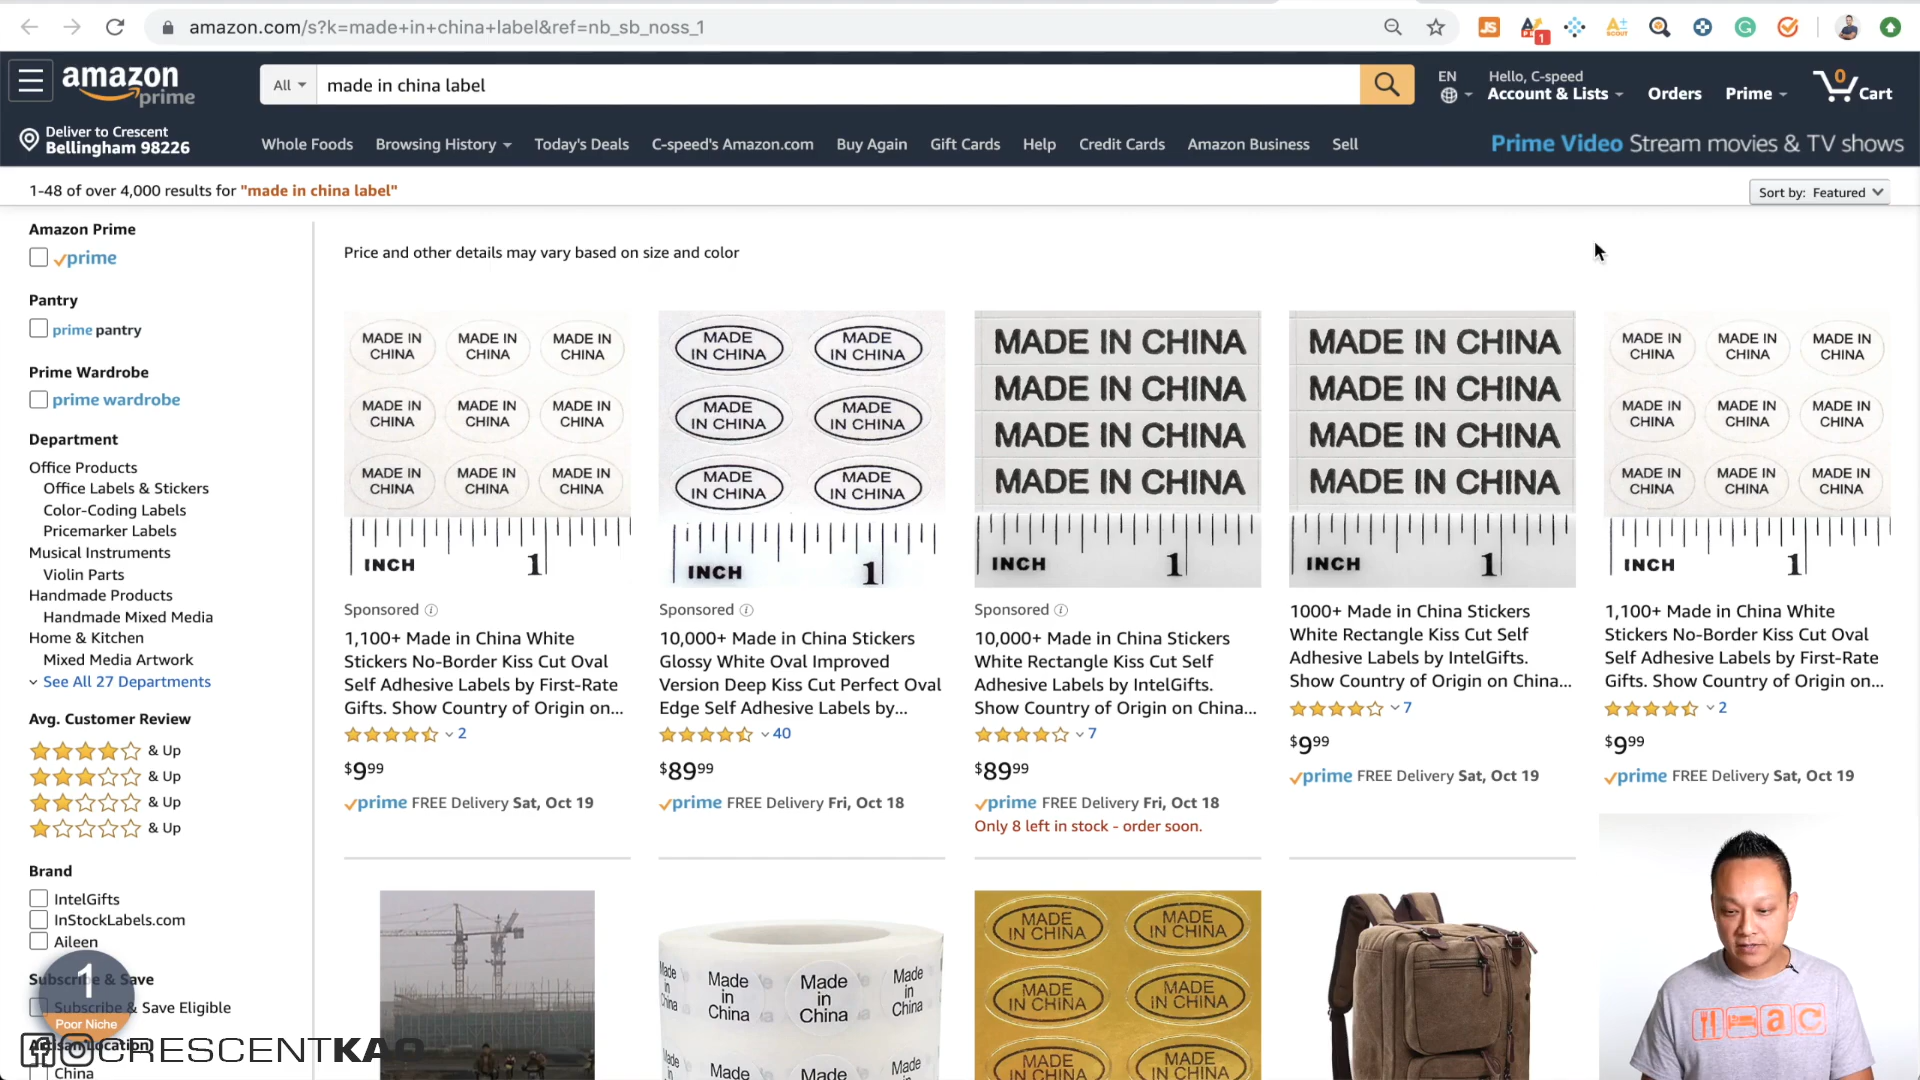 amazon.com/s?k=made+in+china+label&ref=nb_sb_noss_1
JS
1
A±
SCOUT
G
amazon
prime
All
made in china label
EN
Hello, C-speed
Account & Lists
Orders
Prime
0
Cart
Deliver to Crescent
Bellingham 98226
Whole Foods
Browsing History
Today's Deals
C-speed's Amazon.com
Buy Again
Gift Cards
Help
Credit Cards
Amazon Business
Sell
Prime Video Stream movies & TV shows
1-48 of over 4,000 results for "made in china label"
Sort by: Featured
Amazon Prime
prime
Pantry
prime pantry
Prime Wardrobe
prime wardrobe
Department
Office Products
Office Labels & Stickers
Color-Coding Labels
Pricemarker Labels
Musical Instruments
Violin Parts
Handmade Products
Handmade Mixed Media
Home & Kitchen
Mixed Media Artwork
See All 27 Departments
Avg. Customer Review
& Up
& Up
& Up
& Up
Brand
IntelGifts
InStockLabels.com
Aileen
Subscribe & Save
Subscribe & Save Eligible
Artisan Location
China
1
Poor Niche
CRESCENTKAO
Price and other details may vary based on size and color
MADE IN MADE IN MADE IN
CHINA CHINA CHINA
MADE IN MADE IN MADE IN
CHINA CHINA CHINA
MADE IN MADE IN MADE IN
CHINA CHINA CHINA
INCH 1
Sponsored
1,100+ Made in China White
Stickers No-Border Kiss Cut Oval
Self Adhesive Labels by First-Rate
Gifts. Show Country of Origin on...
2
$9.99
prime FREE Delivery Sat, Oct 19
MADE MADE
IN CHINA IN CHINA
MADE MADE
IN CHINA IN CHINA
MADE MADE
IN CHINA IN CHINA
INCH 1
Sponsored
10,000+ Made in China Stickers
Glossy White Oval Improved
Version Deep Kiss Cut Perfect Oval
Edge Self Adhesive Labels by...
40
$89.99
prime FREE Delivery Fri, Oct 18
MADE IN CHINA
MADE IN CHINA
MADE IN CHINA
MADE IN CHINA
INCH 1
Sponsored
10,000+ Made in China Stickers
White Rectangle Kiss Cut Self
Adhesive Labels by IntelGifts.
Show Country of Origin on China...
7
$89.99
prime FREE Delivery Fri, Oct 18
Only 8 left in stock - order soon.
MADE IN CHINA
MADE IN CHINA
MADE IN CHINA
MADE IN CHINA
INCH 1
1000+ Made in China Stickers
White Rectangle Kiss Cut Self
Adhesive Labels by IntelGifts.
Show Country of Origin on China...
7
$9.99
prime FREE Delivery Sat, Oct 19
MADE IN MADE IN MADE IN
CHINA CHINA CHINA
MADE IN MADE IN MADE IN
CHINA CHINA CHINA
MADE IN MADE IN MADE IN
CHINA CHINA CHINA
INCH 1
1,100+ Made in China White
Stickers No-Border Kiss Cut Oval
Self Adhesive Labels by First-Rate
Gifts. Show Country of Origin on...
2
$9.99
prime FREE Delivery Sat, Oct 19
Made Made Made Made
in in in in
China China China China
Made Made Made Made
MADE MADE
IN CHINA IN CHINA
MADE MADE
IN CHINA IN CHINA
MADE MADE
IN CHINA IN CHINA
a c